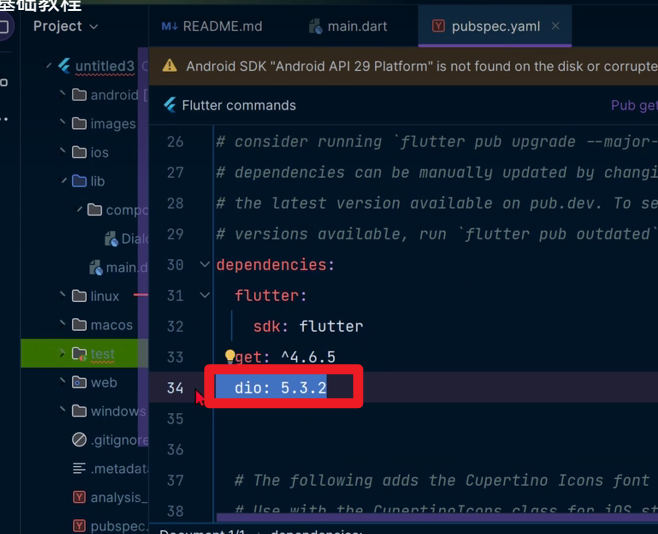 基础教程
Project
README.md
main.dart
pubspec.yaml
untitled3
android [
images
ios
lib
compo
Dialo
main.d
linux
macos
test
web
windows
.gitignore
.metadata
analysis_
pubspec.
Android SDK "Android API 29 Platform" is not found on the disk or corrupte
Flutter commands
Pub get
26 # consider running `flutter pub upgrade --major-
27 # dependencies can be manually updated by changi
28 # the latest version available on pub.dev. To se
29 # versions available, run `flutter pub outdated`
30 dependencies:
31 flutter:
32 sdk: flutter
33 get: ^4.6.5
34 dio: 5.3.2
35
36
37 # The following adds the Cupertino Icons font
38 # Use with the CupertinoIcons class for iOS st
Document 1/1
dependencies: